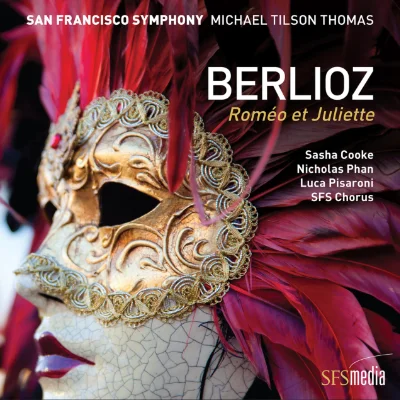 SAN FRANCISCO SYMPHONY MICHAEL TILSON THOMAS
BERLIOZ
Roméo et Juliette
Sasha Cooke
Nicholas Phan
Luca Pisaroni
SFS Chorus
SFSmedia